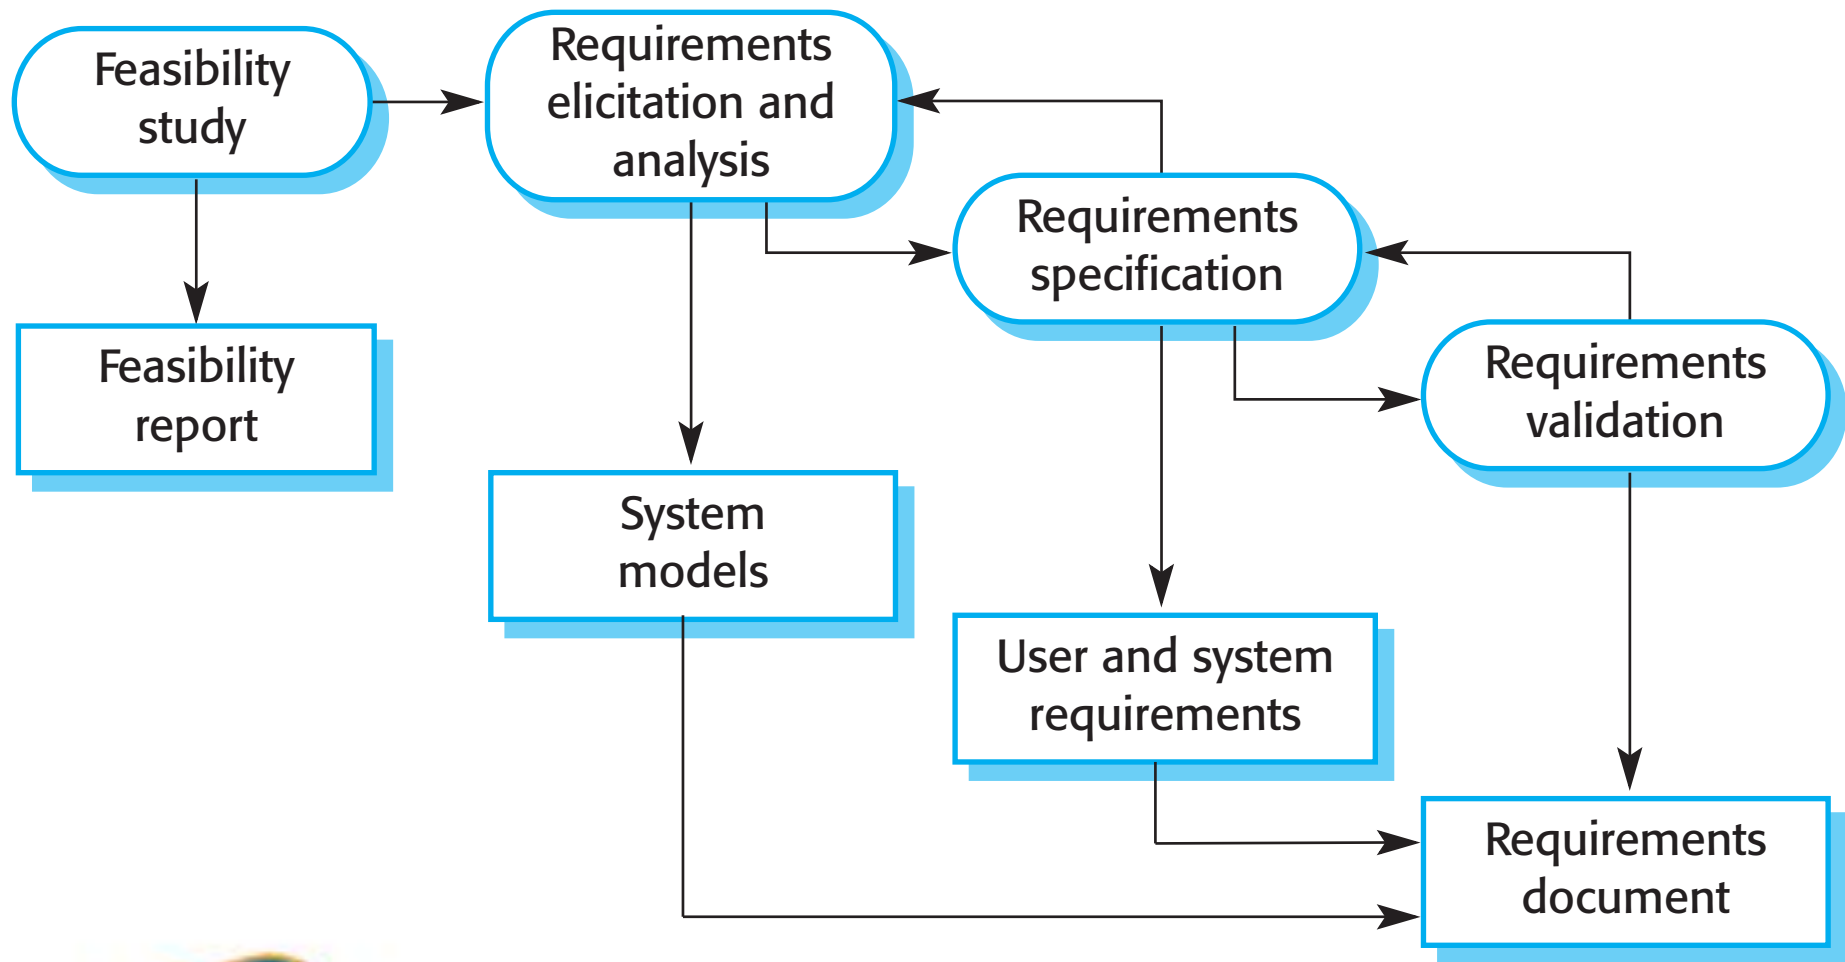 Feasibility
study
Requirements
elicitation and
analysis
Requirements
specification
Requirements
validation
Feasibility
report
System
models
User and system
requirements
Requirements
document